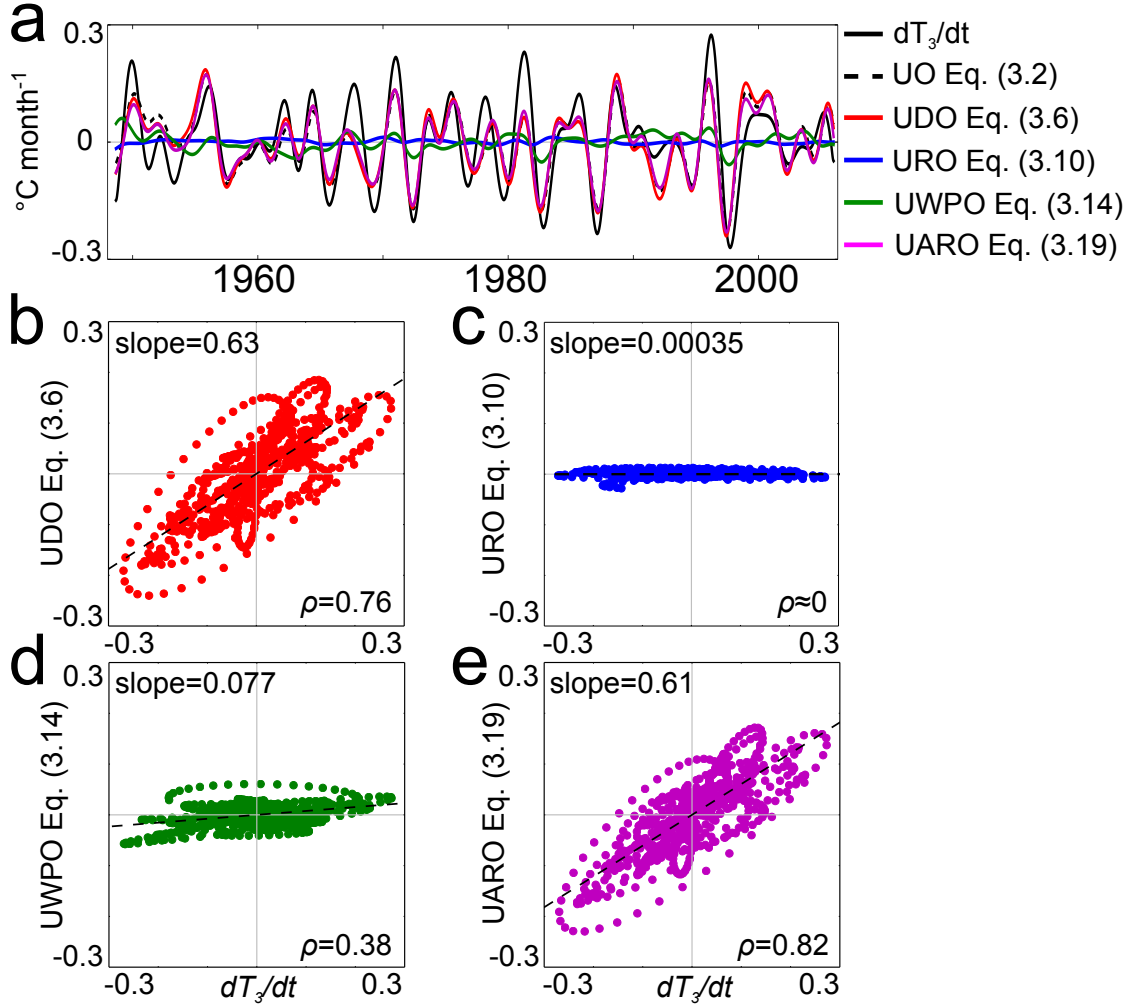 a
0.3
0
-0.3
°C month⁻¹
1960
1980
2000
dT₃/dt
UO Eq. (3.2)
UDO Eq. (3.6)
URO Eq. (3.10)
UWPO Eq. (3.14)
UARO Eq. (3.19)
b
0.3
slope=0.63
UDO Eq. (3.6)
-0.3
ρ=0.76
-0.3
0.3
c
0.3
slope=0.00035
URO Eq. (3.10)
-0.3
ρ≈0
-0.3
0.3
d
0.3
slope=0.077
UWPO Eq. (3.14)
-0.3
ρ=0.38
-0.3
dT₃/dt
0.3
e
0.3
slope=0.61
UARO Eq. (3.19)
-0.3
ρ=0.82
-0.3
dT₃/dt
0.3